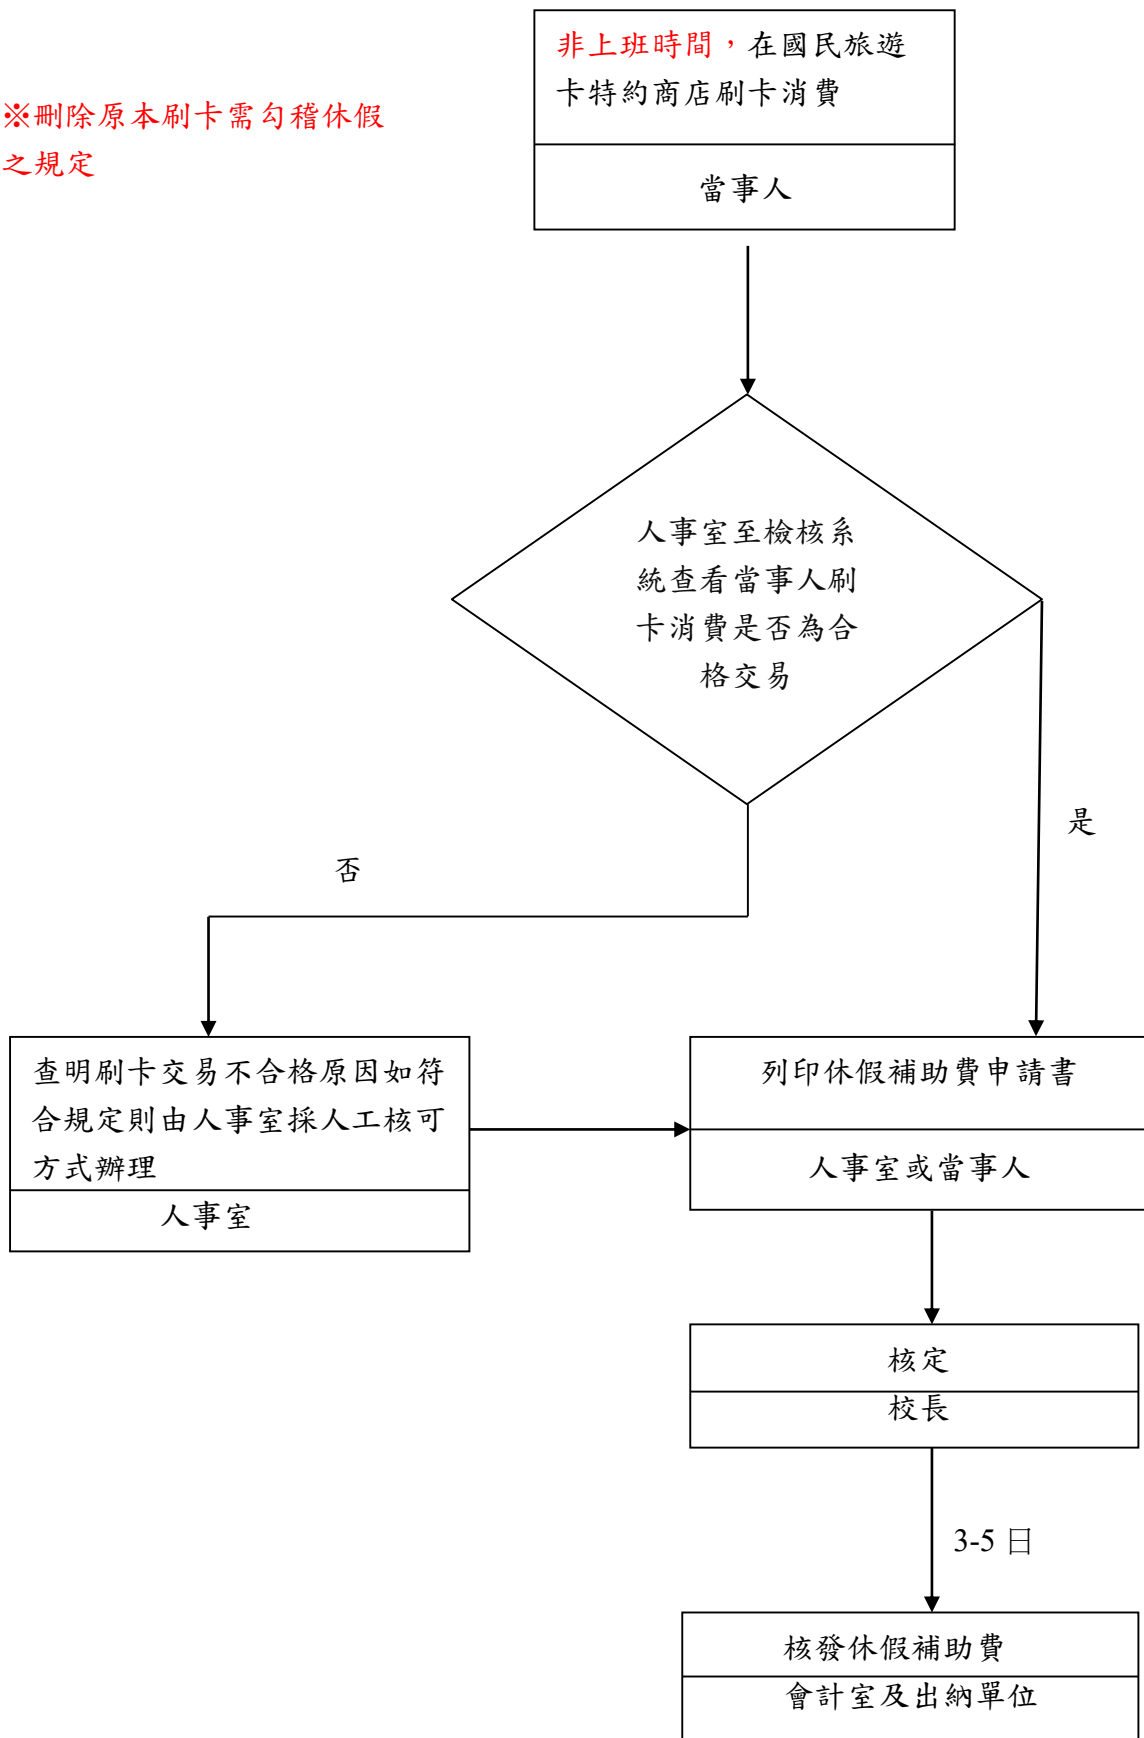 非上班時間，在國民旅遊
卡特約商店刷卡消費
當事人
※刪除原本刷卡需勾稽休假
之規定
人事室至檢核系
統查看當事人刷
卡消費是否為合
格交易
是
否
查明刷卡交易不合格原因如符
合規定則由人事室採人工核可
方式辦理
人事室
列印休假補助費申請書
人事室或當事人
核定
校長
3-5 日
核發休假補助費
會計室及出納單位